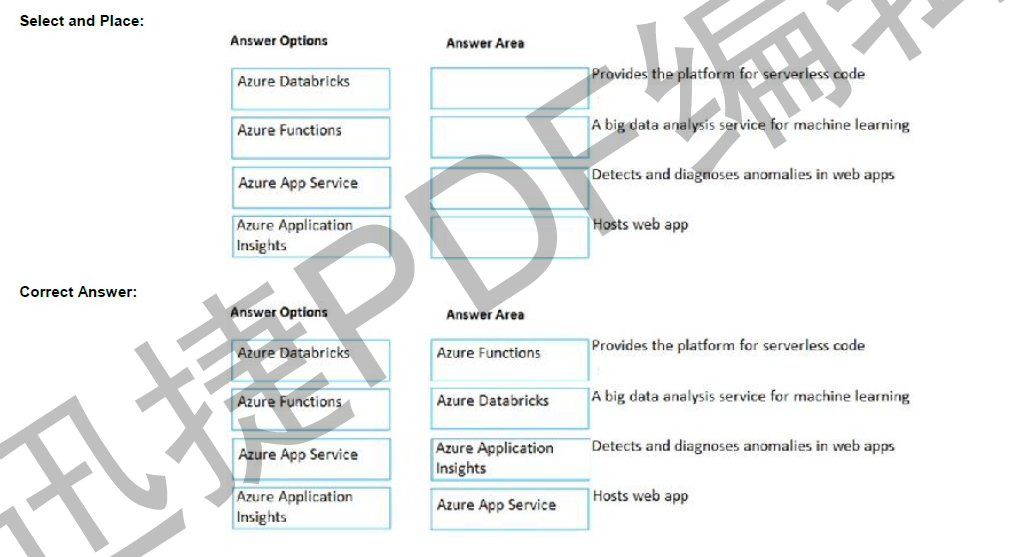 Select and Place:
Answer Options
Answer Area
Azure Databricks
Provides the platform for serverless code
Azure Functions
A big data analysis service for machine learning
Azure App Service
Detects and diagnoses anomalies in web apps
Azure Application
Insights
Hosts web app
Correct Answer:
Answer Options
Answer Area
Azure Databricks
Azure Functions
Provides the platform for serverless code
Azure Functions
Azure Databricks
A big data analysis service for machine learning
Azure App Service
Azure Application
Insights
Detects and diagnoses anomalies in web apps
Azure Application
Insights
Azure App Service
Hosts web app
迅捷PDF编辑